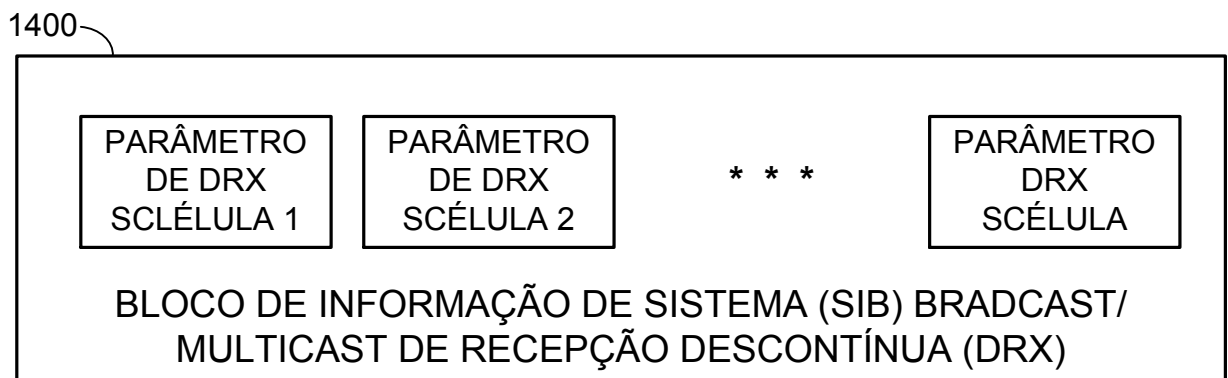 1400
PARÂMETRO
DE DRX
SCLÉLULA 1
PARÂMETRO
DE DRX
SCÉLULA 2
* * *
PARÂMETRO
DRX
SCÉLULA
BLOCO DE INFORMAÇÃO DE SISTEMA (SIB) BRADCAST/
MULTICAST DE RECEPÇÃO DESCONTÍNUA (DRX)